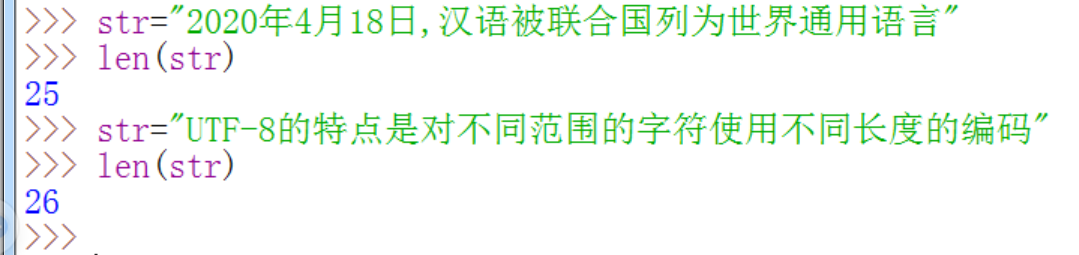 >>> str="2020年4月18日,汉语被联合国列为世界通用语言"
>>> len(str)
25
>>> str="UTF-8的特点是对不同范围的字符使用不同长度的编码"
>>> len(str)
26
>>>